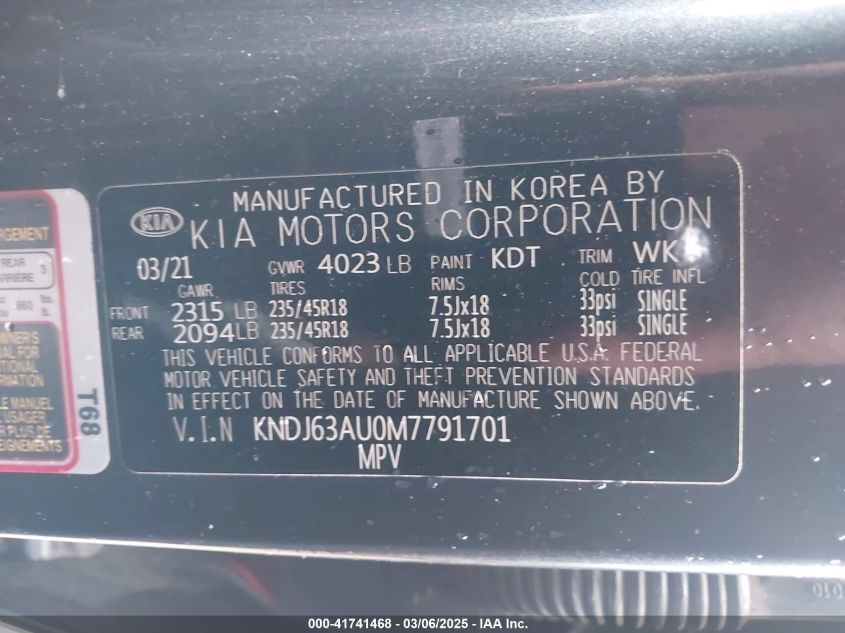 MANUFACTURED IN KOREA BY
KIA KIA MOTORS CORPORATION
03/21 GVWR 4023 LB PAINT KDT TRIM WK
GAWR TIRES RIMS COLD TIRE INFL
FRONT 2315 LB 235/45R18 7.5Jx18 33psi SINGLE
REAR 2094 LB 235/45R18 7.5Jx18 33psi SINGLE
THIS VEHICLE CONFORMS TO ALL APPLICABLE U.S.A. FEDERAL
MOTOR VEHICLE SAFETY AND THEFT PREVENTION STANDARDS
IN EFFECT ON THE DATE OF MANUFACTURE SHOWN ABOVE.
V.I.N KNDJ63AU0M7791701
MPV
REAR 3
lbs.
T68
000-41741468 - 03/06/2025 - IAA Inc.